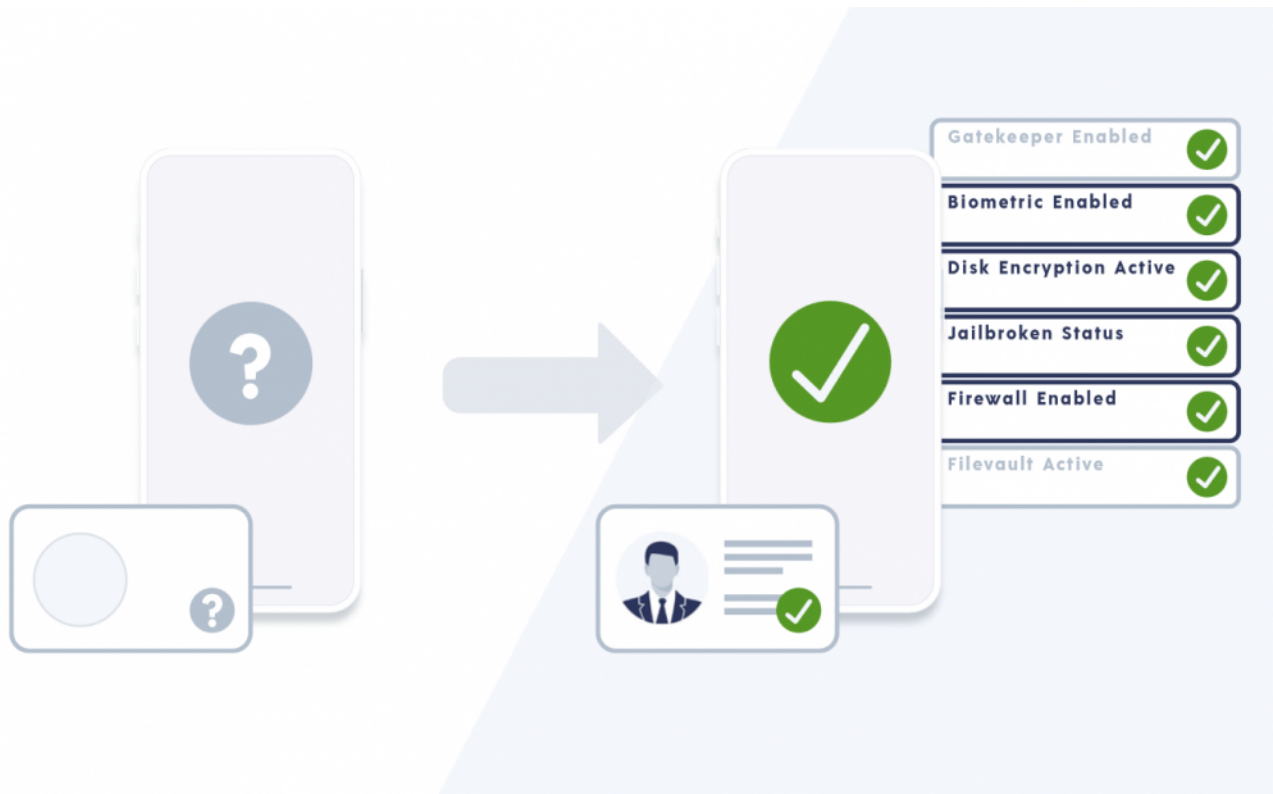 Gatekeeper Enabled
Biometric Enabled
Disk Encryption Active
Jailbroken Status
Firewall Enabled
Filevault Active
?
?